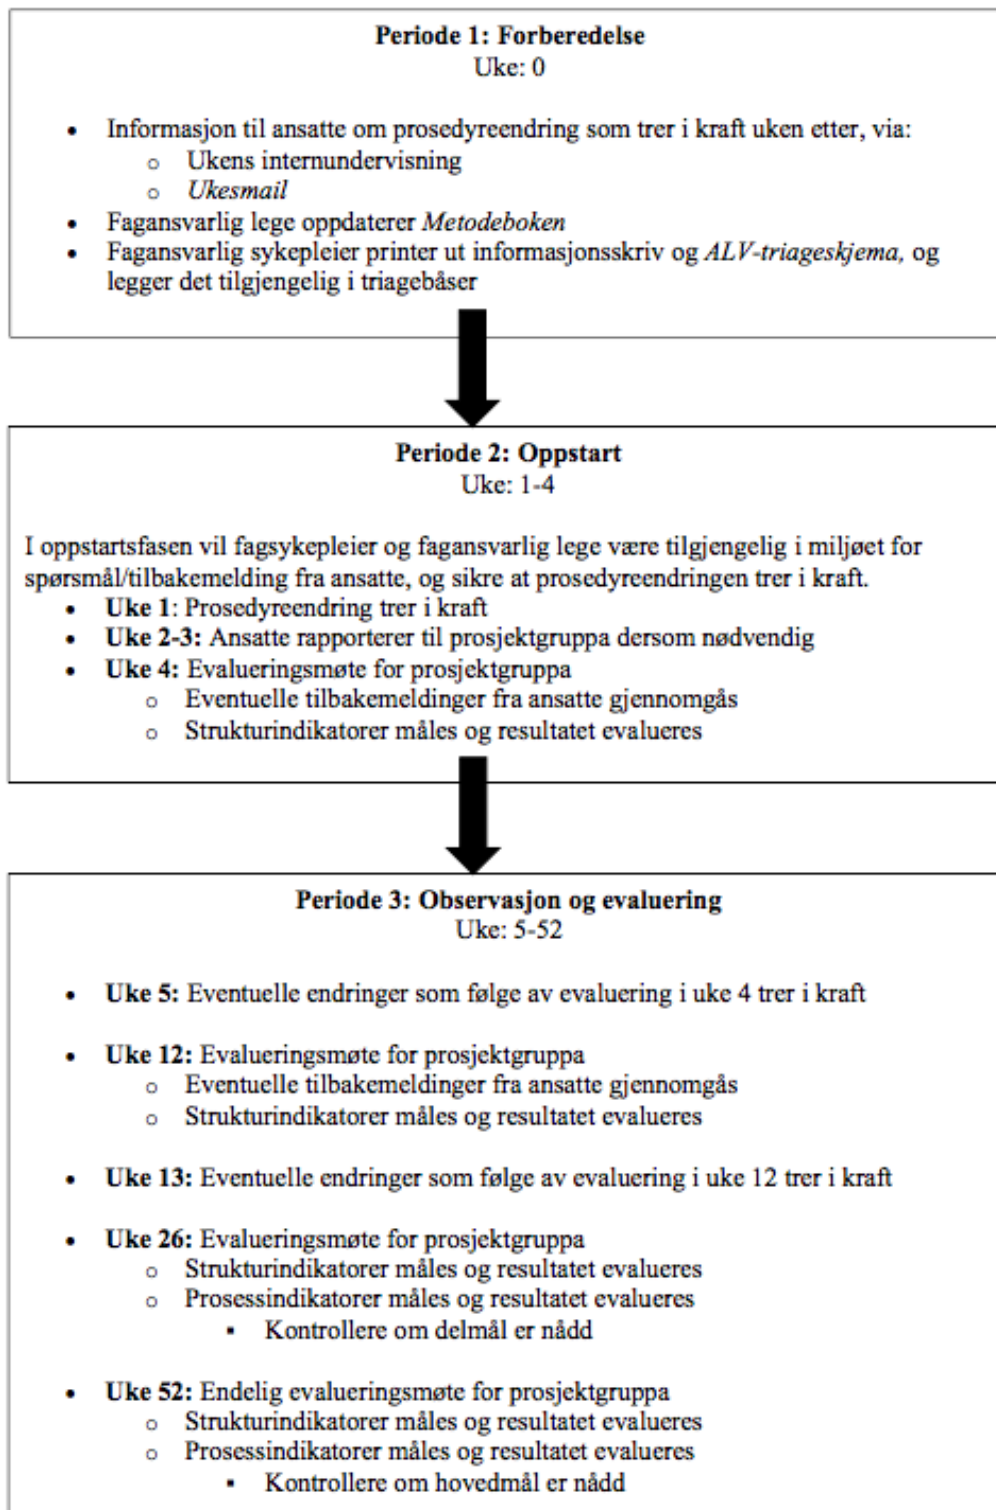 Periode 1: Forberedelse
Uke: 0
• Informasjon til ansatte om prosedyreendring som trer i kraft uken etter, via:
o Ukens internundervisning
o Ukesmail
• Fagansvarlig lege oppdaterer Metodeboken
• Fagansvarlig sykepleier printer ut informasjonsskriv og ALV-triageskjema, og
legger det tilgjengelig i triagebåser
Periode 2: Oppstart
Uke: 1-4
I oppstartsfasen vil fagsykepleier og fagansvarlig lege være tilgjengelig i miljøet for
spørsmål/tilbakemelding fra ansatte, og sikre at prosedyreendringen trer i kraft.
• Uke 1: Prosedyreendring trer i kraft
• Uke 2-3: Ansatte rapporterer til prosjektgruppa dersom nødvendig
• Uke 4: Evalueringsmøte for prosjektgruppa
o Eventuelle tilbakemeldinger fra ansatte gjennomgås
o Strukturindikatorer måles og resultatet evalueres
Periode 3: Observasjon og evaluering
Uke: 5-52
• Uke 5: Eventuelle endringer som følge av evaluering i uke 4 trer i kraft
• Uke 12: Evalueringsmøte for prosjektgruppa
o Eventuelle tilbakemeldinger fra ansatte gjennomgås
o Strukturindikatorer måles og resultatet evalueres
• Uke 13: Eventuelle endringer som følge av evaluering i uke 12 trer i kraft
• Uke 26: Evalueringsmøte for prosjektgruppa
o Strukturindikatorer måles og resultatet evalueres
o Prosessindikatorer måles og resultatet evalueres
▪ Kontrollere om delmål er nådd
• Uke 52: Endelig evalueringsmøte for prosjektgruppa
o Strukturindikatorer måles og resultatet evalueres
o Prosessindikatorer måles og resultatet evalueres
▪ Kontrollere om hovedmål er nådd